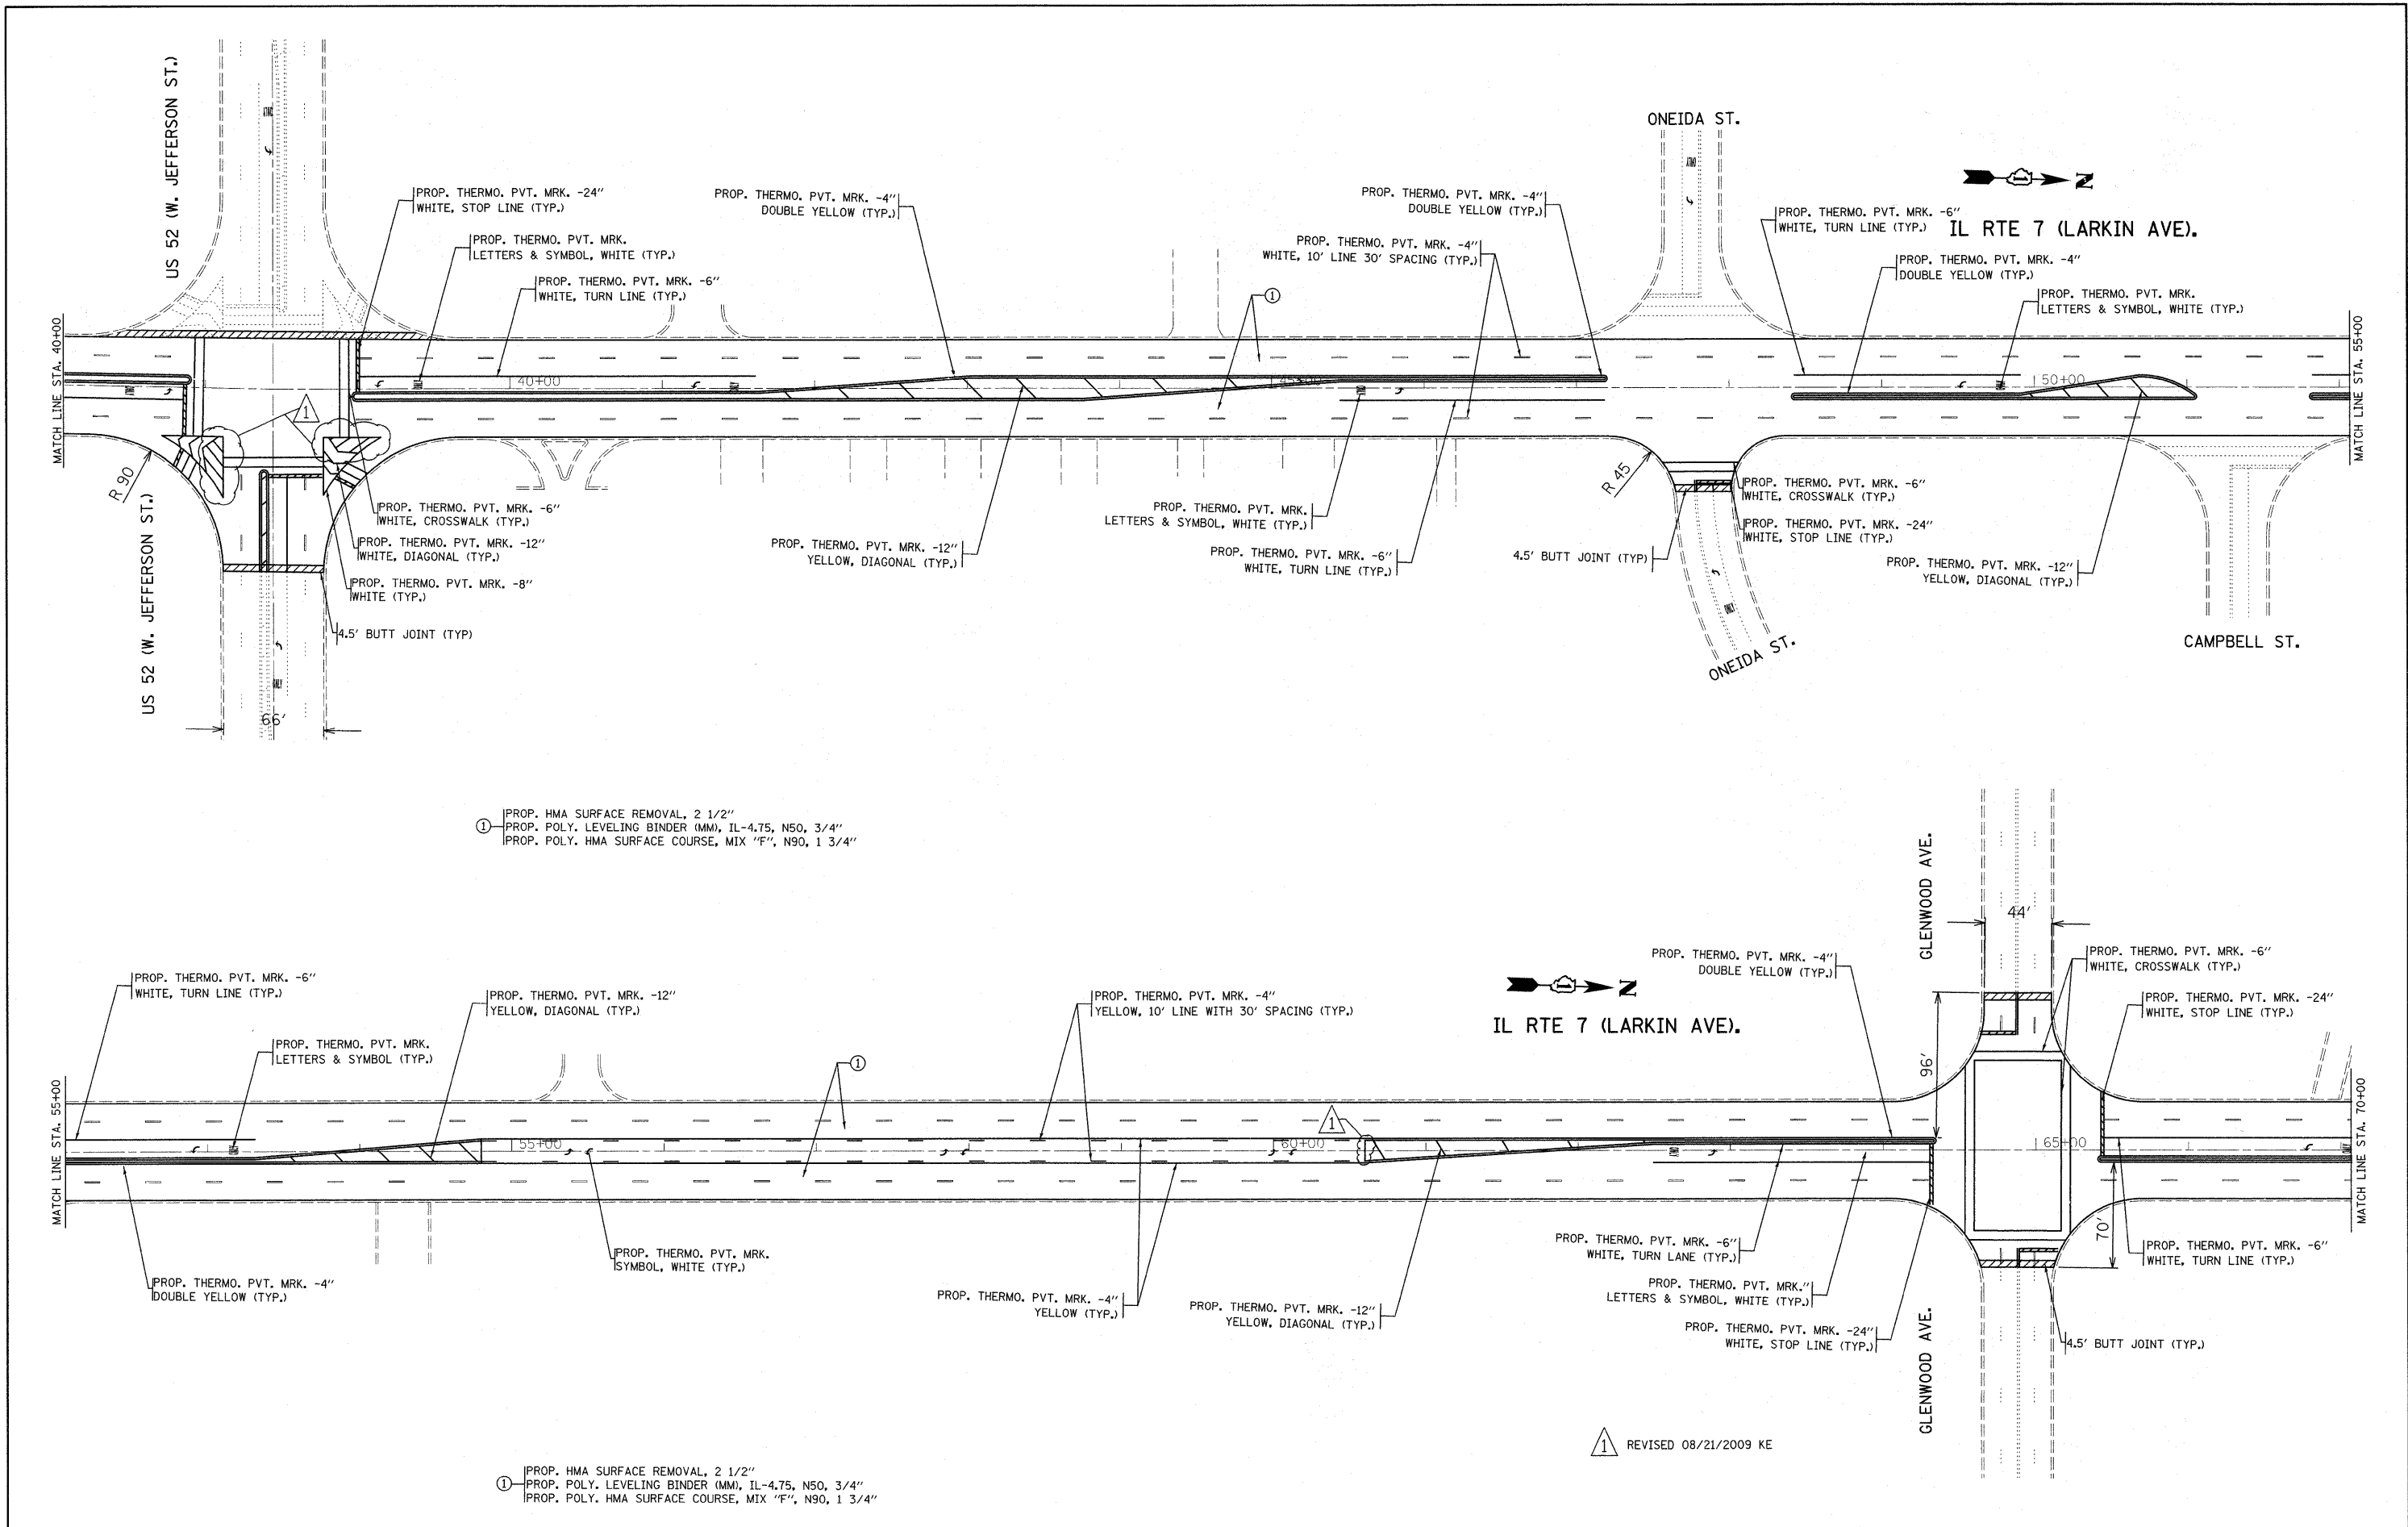 US 52 (W. JEFFERSON ST.)
ONLY
PROP. THERMO. PVT. MRK. -24"
WHITE, STOP LINE (TYP.)
PROP. THERMO. PVT. MRK.
LETTERS & SYMBOL, WHITE (TYP.)
PROP. THERMO. PVT. MRK. -6"
WHITE, TURN LINE (TYP.)
PROP. THERMO. PVT. MRK. -4"
DOUBLE YELLOW (TYP.)
PROP. THERMO. PVT. MRK. -4"
DOUBLE YELLOW (TYP.)
PROP. THERMO. PVT. MRK. -4"
WHITE, 10' LINE 30' SPACING (TYP.)
1
ONEIDA ST.
ONLY
N
IL RTE 7 (LARKIN AVE).
PROP. THERMO. PVT. MRK. -6"
WHITE, TURN LINE (TYP.)
PROP. THERMO. PVT. MRK. -4"
DOUBLE YELLOW (TYP.)
PROP. THERMO. PVT. MRK.
LETTERS & SYMBOL, WHITE (TYP.)
MATCH LINE STA. 40+00
40+00
45+00
50+00
MATCH LINE STA. 55+00
1
R 90
R 45
US 52 (W. JEFFERSON ST.)
PROP. THERMO. PVT. MRK. -6"
WHITE, CROSSWALK (TYP.)
PROP. THERMO. PVT. MRK. -12"
WHITE, DIAGONAL (TYP.)
PROP. THERMO. PVT. MRK. -8"
WHITE (TYP.)
4.5' BUTT JOINT (TYP)
ONLY
66'
PROP. THERMO. PVT. MRK. -12"
YELLOW, DIAGONAL (TYP.)
PROP. THERMO. PVT. MRK.
LETTERS & SYMBOL, WHITE (TYP.)
PROP. THERMO. PVT. MRK. -6"
WHITE, TURN LINE (TYP.)
4.5' BUTT JOINT (TYP)
PROP. THERMO. PVT. MRK. -6"
WHITE, CROSSWALK (TYP.)
PROP. THERMO. PVT. MRK. -24"
WHITE, STOP LINE (TYP.)
PROP. THERMO. PVT. MRK. -12"
YELLOW, DIAGONAL (TYP.)
ONLY
ONEIDA ST.
CAMPBELL ST.
1
PROP. HMA SURFACE REMOVAL, 2 1/2"
PROP. POLY. LEVELING BINDER (MM), IL-4.75, N50, 3/4"
PROP. POLY. HMA SURFACE COURSE, MIX "F", N90, 1 3/4"
PROP. THERMO. PVT. MRK. -6"
WHITE, TURN LINE (TYP.)
PROP. THERMO. PVT. MRK.
LETTERS & SYMBOL (TYP.)
PROP. THERMO. PVT. MRK. -12"
YELLOW, DIAGONAL (TYP.)
1
PROP. THERMO. PVT. MRK. -4"
YELLOW, 10' LINE WITH 30' SPACING (TYP.)
N
IL RTE 7 (LARKIN AVE).
PROP. THERMO. PVT. MRK. -4"
DOUBLE YELLOW (TYP.)
GLENWOOD AVE.
44'
96'
PROP. THERMO. PVT. MRK. -6"
WHITE, CROSSWALK (TYP.)
PROP. THERMO. PVT. MRK. -24"
WHITE, STOP LINE (TYP.)
MATCH LINE STA. 55+00
55+00
1
60+00
65+00
MATCH LINE STA. 70+00
PROP. THERMO. PVT. MRK. -4"
DOUBLE YELLOW (TYP.)
PROP. THERMO. PVT. MRK.
SYMBOL, WHITE (TYP.)
PROP. THERMO. PVT. MRK. -4"
YELLOW (TYP.)
PROP. THERMO. PVT. MRK. -12"
YELLOW, DIAGONAL (TYP.)
PROP. THERMO. PVT. MRK. -6"
WHITE, TURN LANE (TYP.)
PROP. THERMO. PVT. MRK."
LETTERS & SYMBOL, WHITE (TYP.)
PROP. THERMO. PVT. MRK. -24"
WHITE, STOP LINE (TYP.)
70'
PROP. THERMO. PVT. MRK. -6"
WHITE, TURN LINE (TYP.)
4.5' BUTT JOINT (TYP.)
GLENWOOD AVE.
1 REVISED 08/21/2009 KE
1
PROP. HMA SURFACE REMOVAL, 2 1/2"
PROP. POLY. LEVELING BINDER (MM), IL-4.75, N50, 3/4"
PROP. POLY. HMA SURFACE COURSE, MIX "F", N90, 1 3/4"